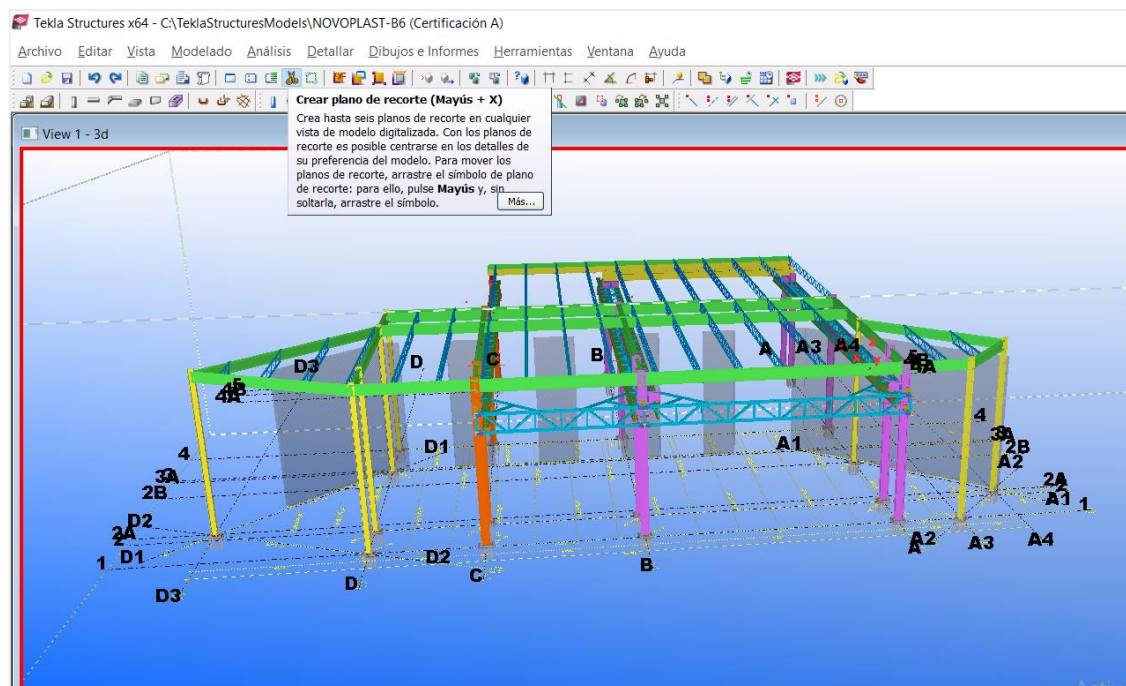 Tekla Structures x64 - C:\TeklaStructuresModels\NOVOPLAST-B6 (Certificación A)
Archivo Editar Vista Modelado Análisis Detallar Dibujos e Informes Herramientas Ventana Ayuda
Crear plano de recorte (Mayús + X)
Crea hasta seis planos de recorte en cualquier
vista de modelo digitalizada. Con los planos de
recorte es posible centrarse en los detalles de
su preferencia del modelo. Para mover los
planos de recorte, arrastre el símbolo de plano
de recorte: para ello, pulse Mayús y, sin
soltarla, arrastre el símbolo.
Más...
View 1 - 3d
D3 D C B A A3 A4
4
D1 A1
4 3A 2B A2
3A 2B
2A A1 1
D2 2A
1 D1 D2 A2 A A3 A4
D3 D C B